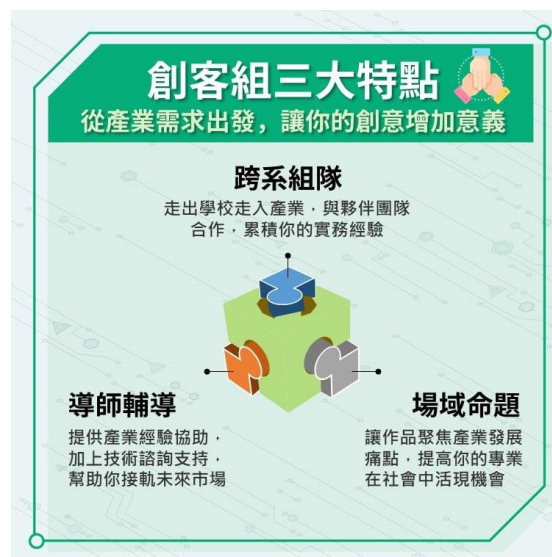 創客組三大特點
從產業需求出發，讓你的創意增加意義
跨系組隊
走出學校走入產業，與夥伴團隊
合作，累積你的實務經驗
導師輔導
提供產業經驗協助，
加上技術諮詢支持，
幫助你接軌未來市場
場域命題
讓作品聚焦產業發展
痛點，提高你的專業
在社會中活現機會